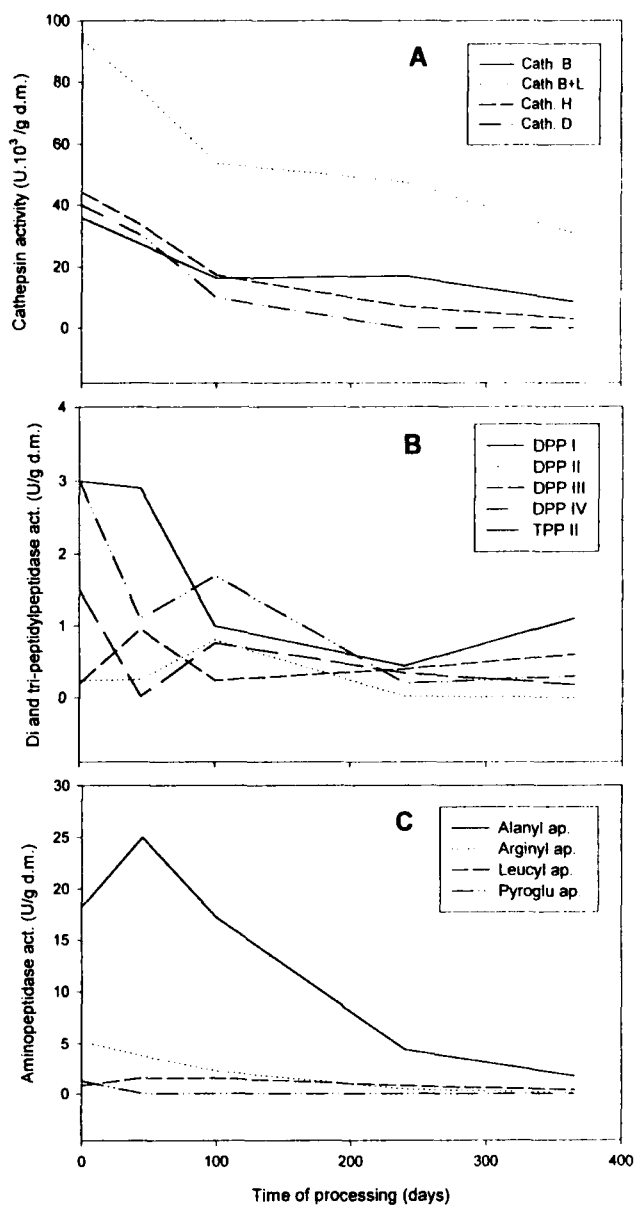 A
Cath. B
Cath B+L
Cath. H
Cath. D
Cathepsin activity (U.10³/g d.m.)
100
80
60
40
20
0
B
DPP I
DPP II
DPP III
DPP IV
TPP II
Di and tri-peptidylpeptidase act. (U/g d.m.)
4
3
2
1
0
C
Alanyl ap.
Arginyl ap.
Leucyl ap.
Pyroglu ap.
Aminopeptidase act. (U/g d.m.)
30
25
20
15
10
5
0
0 100 200 300 400
Time of processing (days)